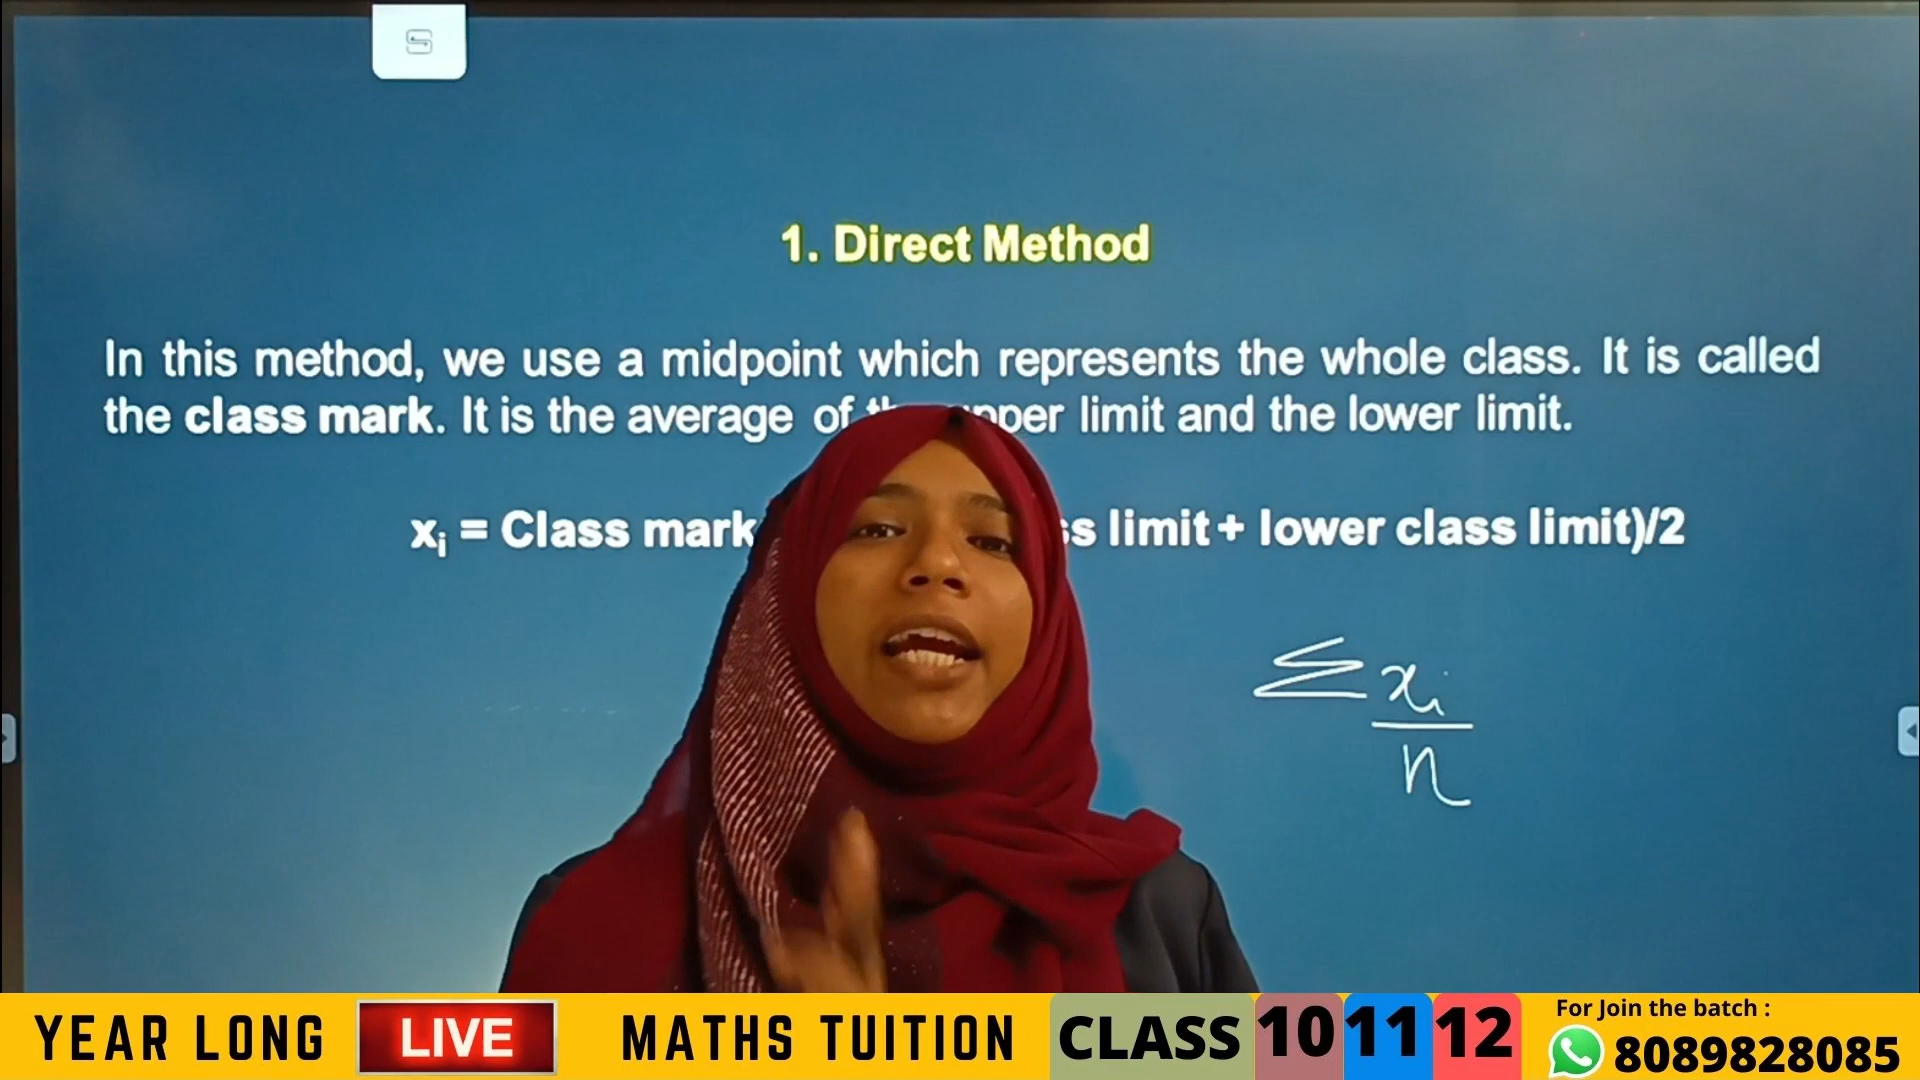 1. Direct Method
In this method, we use a midpoint which represents the whole class. It is called
the class mark. It is the average of upper limit and the lower limit.
xi = Class mark limit + lower class limit)/2
Σ xi
n
YEAR LONG LIVE MATHS TUITION CLASS 10 11 12
For Join the batch :
8089828085